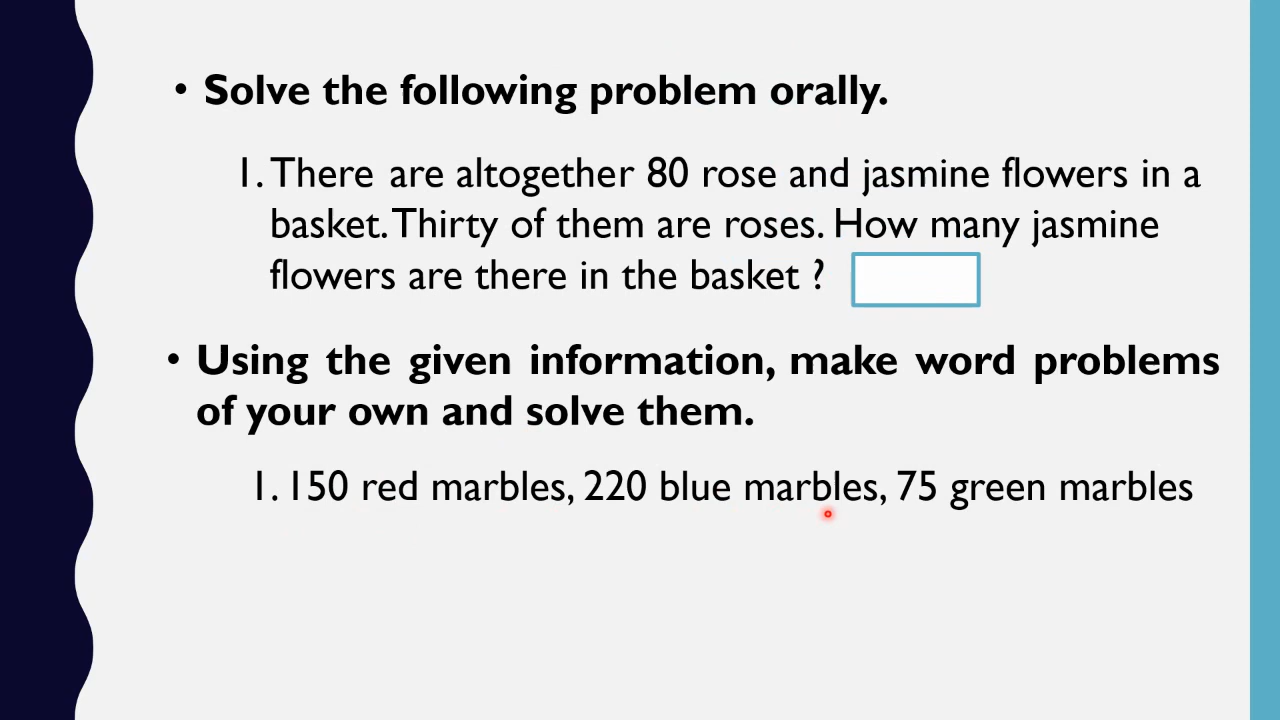 • Solve the following problem orally.
1. There are altogether 80 rose and jasmine flowers in a
basket. Thirty of them are roses. How many jasmine
flowers are there in the basket ?
• Using the given information, make word problems
of your own and solve them.
1. 150 red marbles, 220 blue marbles, 75 green marbles